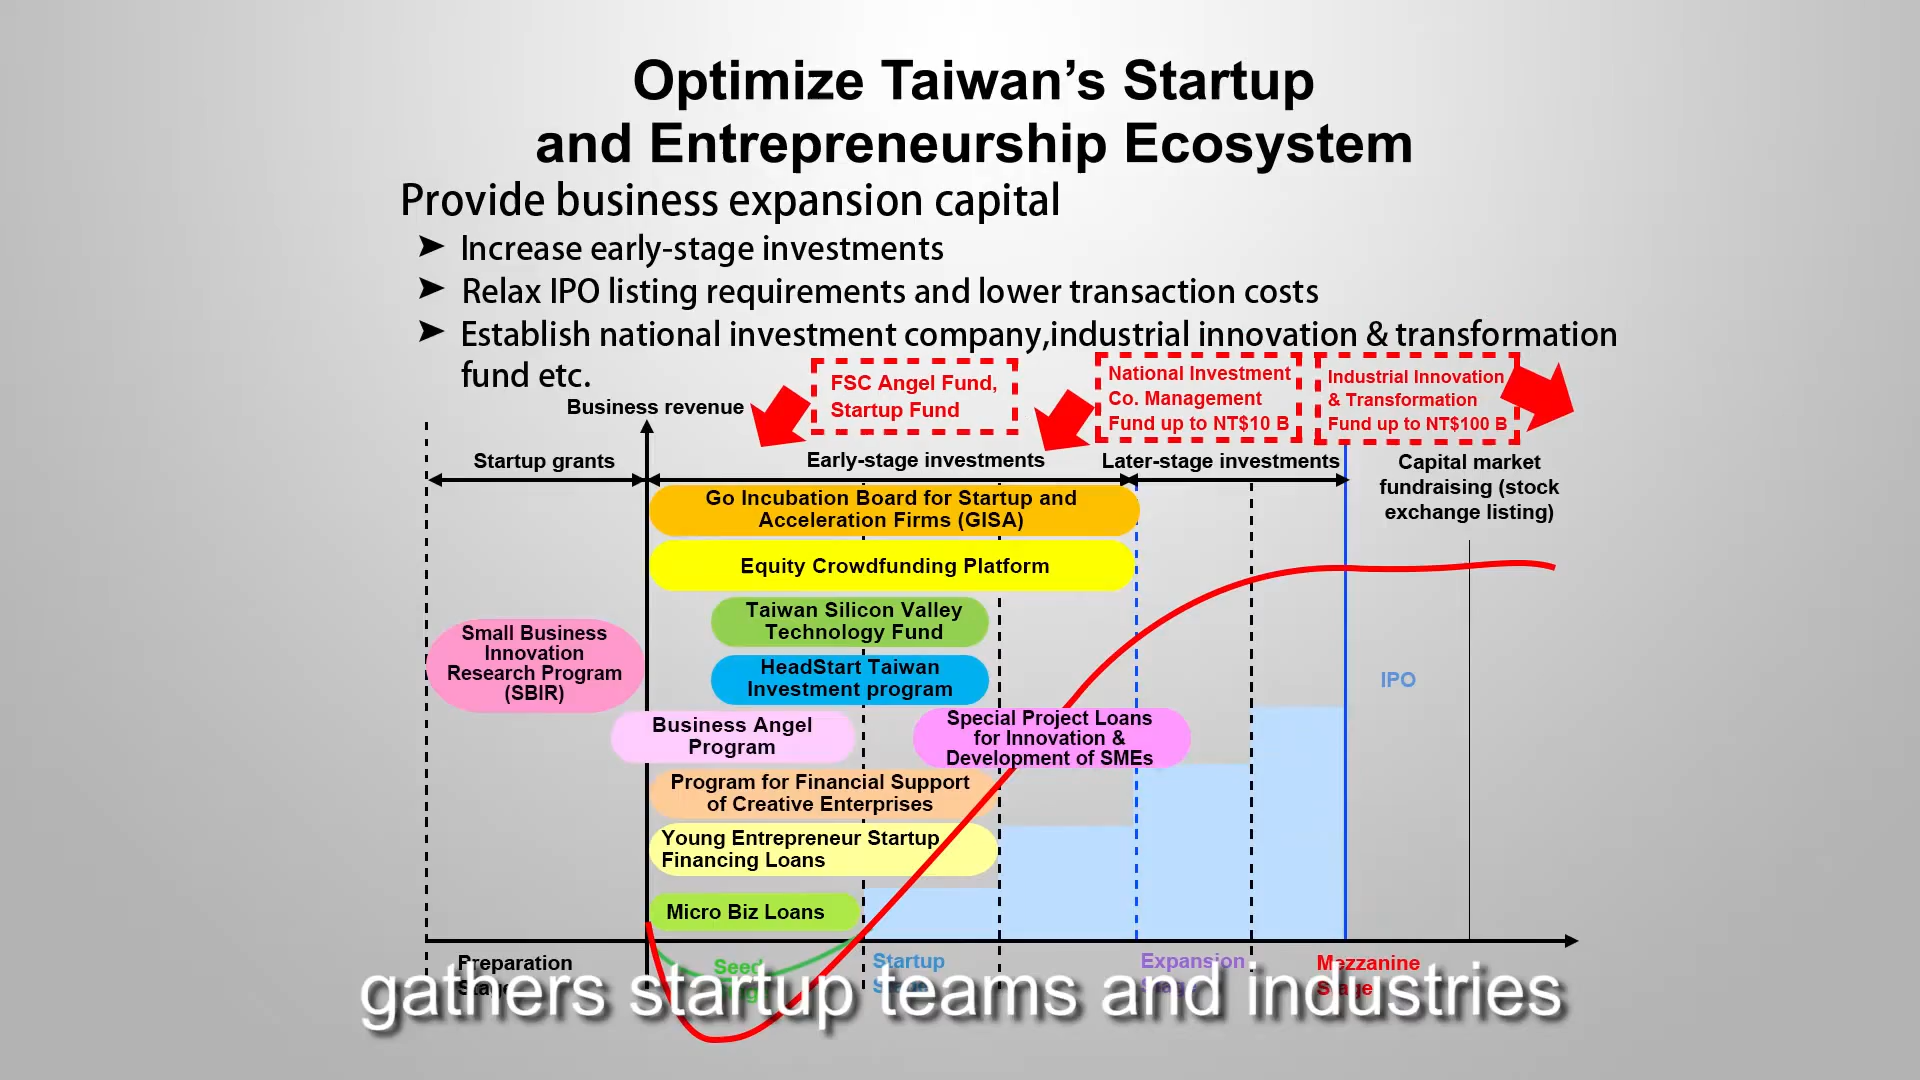 Optimize Taiwan's Startup
and Entrepreneurship Ecosystem
Provide business expansion capital
➤ Increase early-stage investments
➤ Relax IPO listing requirements and lower transaction costs
➤ Establish national investment company,industrial innovation & transformation
fund etc.
FSC Angel Fund,
Startup Fund
National Investment
Co. Management
Fund up to NT$10 B
Industrial Innovation
& Transformation
Fund up to NT$100 B
Business revenue
Startup grants
Early-stage investments
Later-stage investments
Capital market
fundraising (stock
exchange listing)
Go Incubation Board for Startup and
Acceleration Firms (GISA)
Equity Crowdfunding Platform
Taiwan Silicon Valley
Technology Fund
Small Business
Innovation
Research Program
(SBIR)
HeadStart Taiwan
Investment program
IPO
Business Angel
Program
Special Project Loans
for Innovation &
Development of SMEs
Program for Financial Support
of Creative Enterprises
Young Entrepreneur Startup
Financing Loans
Micro Biz Loans
Preparation
Stage
Seed
Stage
Startup
Stage
Expansion
Stage
Mezzanine
Stage
gathers startup teams and industries